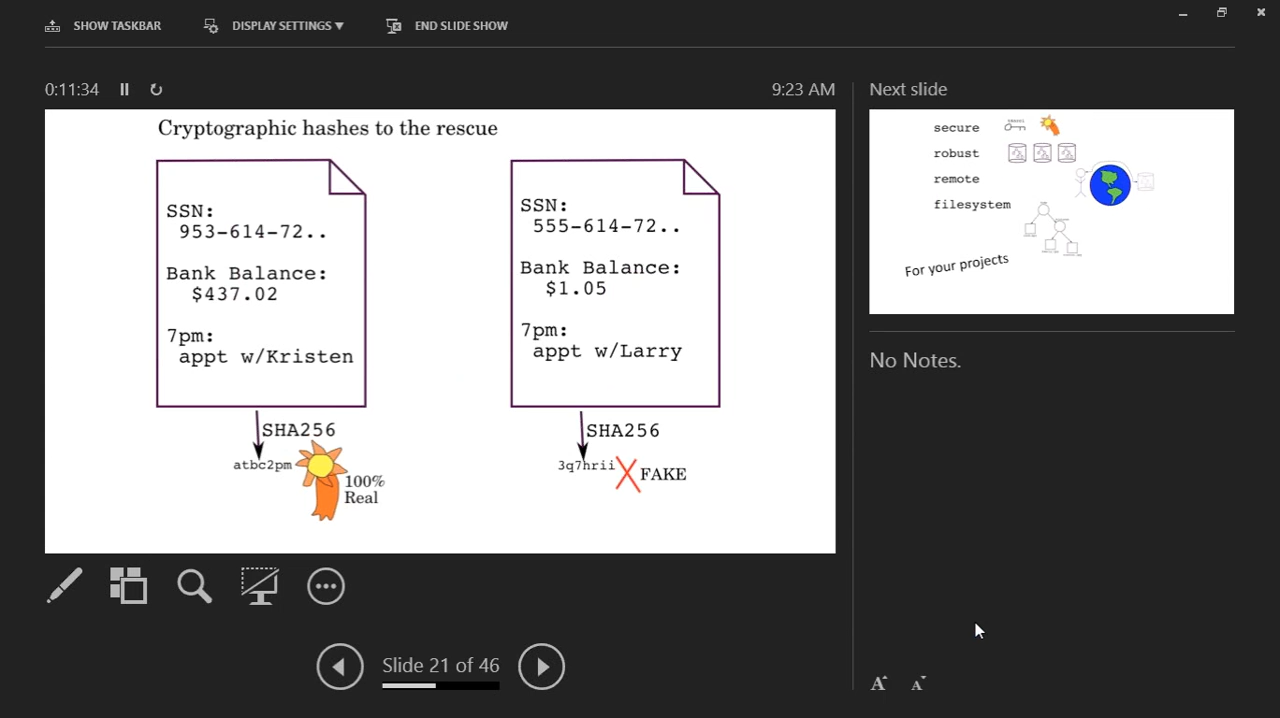 SHOW TASKBAR
DISPLAY SETTINGS
END SLIDE SHOW
0:11:34
9:23 AM
Cryptographic hashes to the rescue
SSN:
953-614-72..
Bank Balance:
$437.02
7pm:
appt w/Kristen
SHA256
atbc2pm
100%
Real
SSN:
555-614-72..
Bank Balance:
$1.05
7pm:
appt w/Larry
SHA256
3q7hrii
FAKE
Next slide
secure
robust
remote
filesystem
For your projects
No Notes.
Slide 21 of 46
A
A